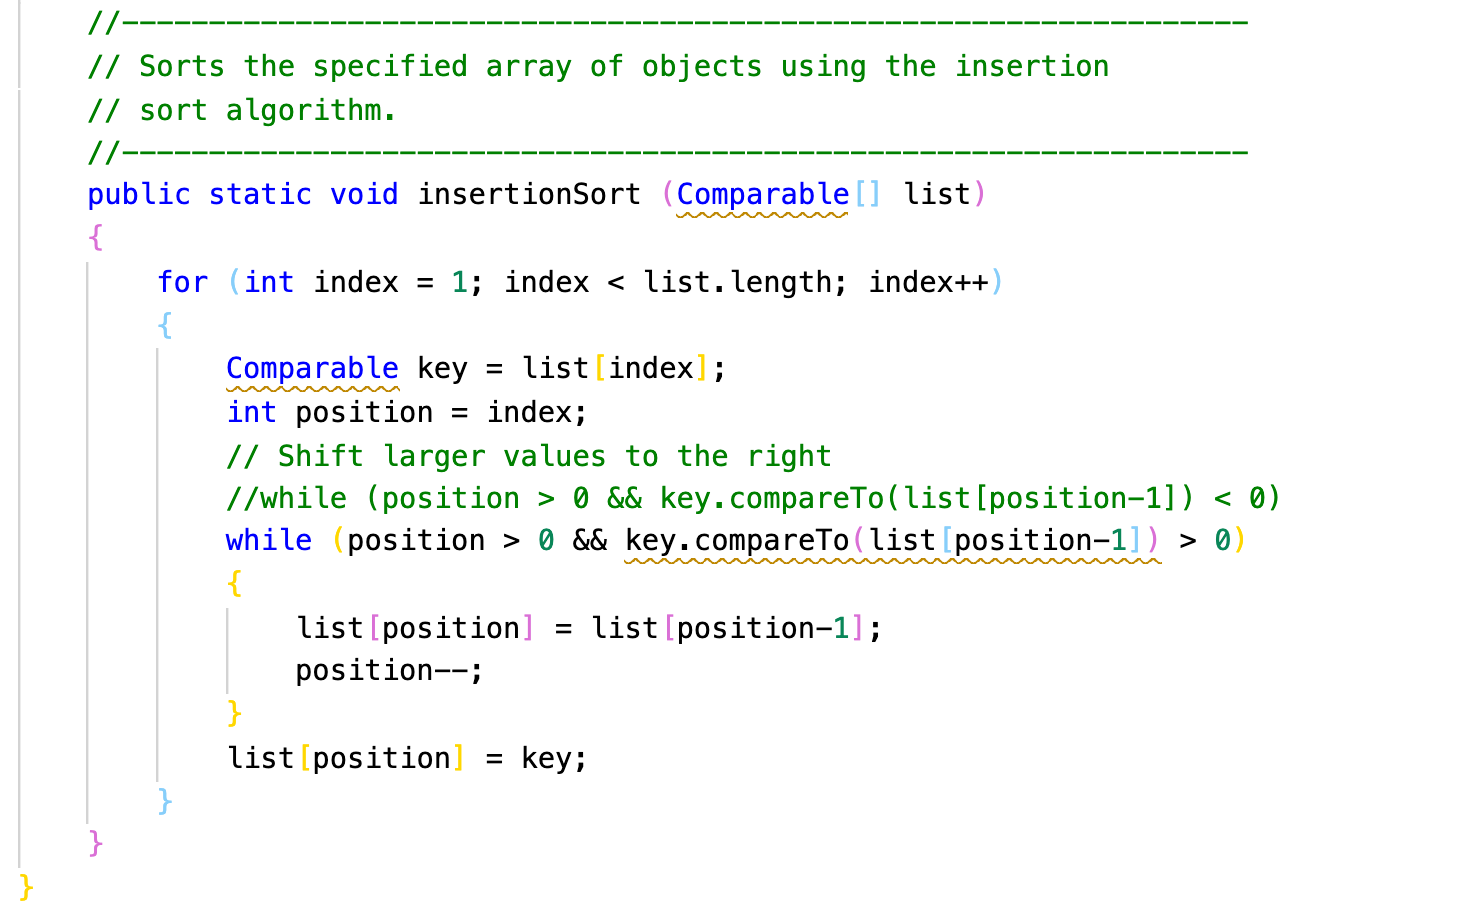 //-----------------------------------------------------------------
// Sorts the specified array of objects using the insertion
// sort algorithm.
//-----------------------------------------------------------------
public static void insertionSort (Comparable[] list)
{
for (int index = 1; index < list.length; index++)
{
Comparable key = list[index];
int position = index;
// Shift larger values to the right
//while (position > 0 && key.compareTo(list[position-1]) < 0)
while (position > 0 && key.compareTo(list[position-1]) > 0)
{
list[position] = list[position-1];
position--;
}
list[position] = key;
}
}
}